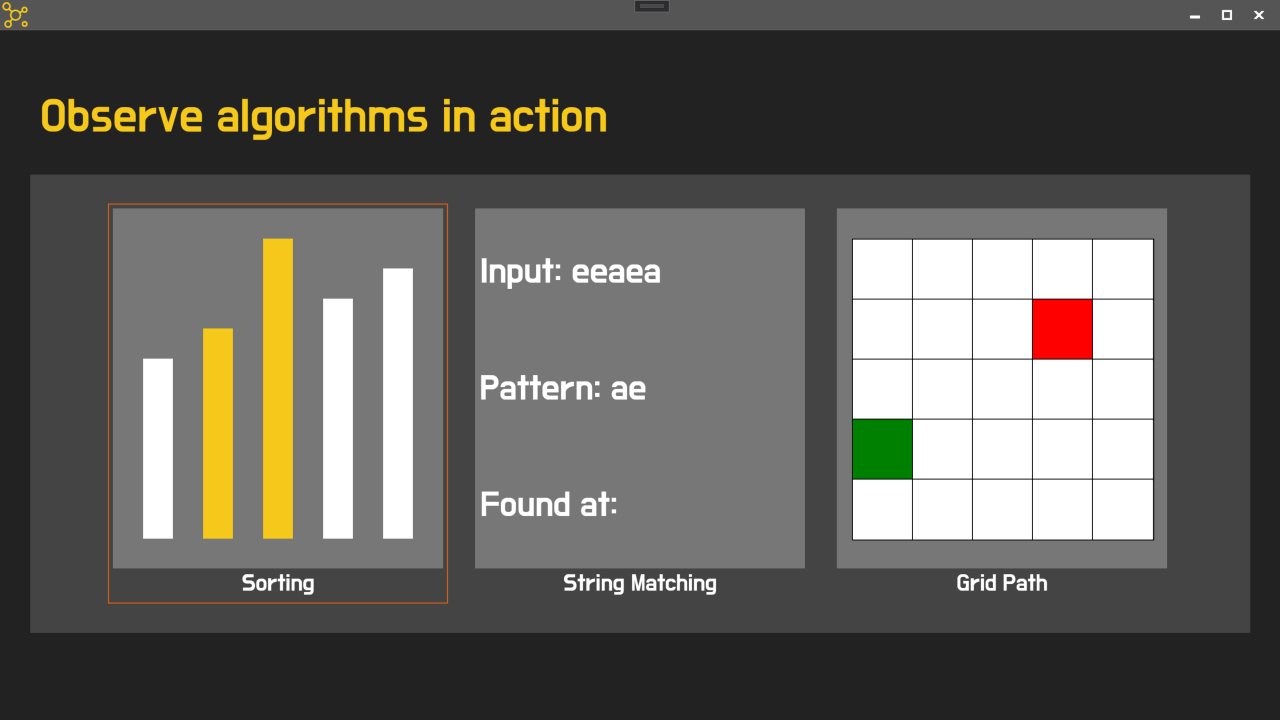 Observe algorithms in action
Input: eeaea
Pattern: ae
Found at:
Sorting
String Matching
Grid Path